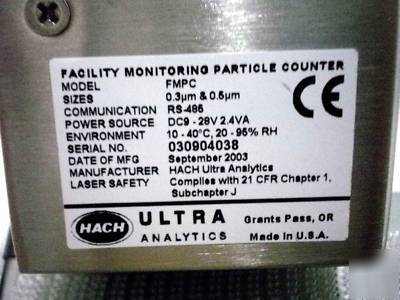 FACILITY MONITORING PARTICLE COUNTER
MODEL FMPC
SIZES 0.3µm & 0.5µm
COMMUNICATION RS-485
POWER SOURCE DC9 - 28V 2.4VA
ENVIRONMENT 10 - 40°C, 20 - 95% RH
SERIAL NO. 030904038
DATE OF MFG September 2003
MANUFACTURER HACH Ultra Analytics
LASER SAFETY Complies with 21 CFR Chapter 1,
Subchapter J
CE
HACH ULTRA Grants Pass, OR
ANALYTICS Made in U.S.A.